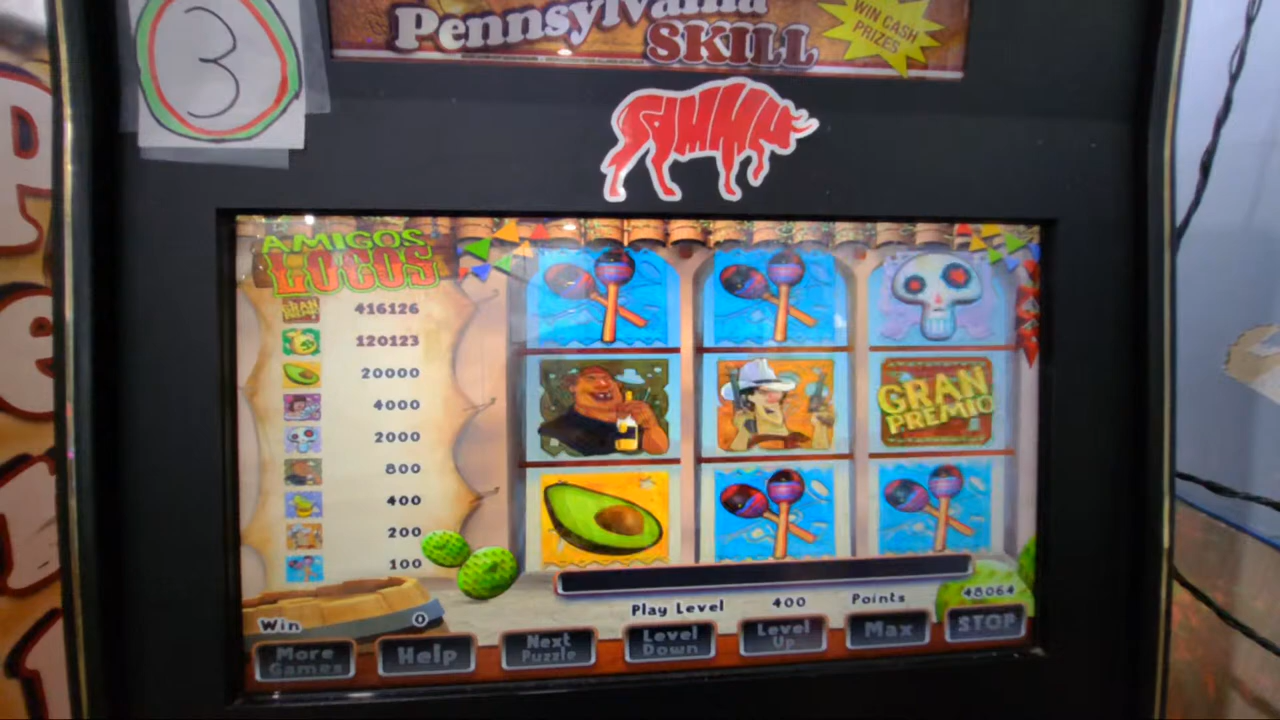 3
Pennsylvania
SKILL
WIN CASH
PRIZES
SAMMY
AMIGOS
LOCOS
416126
120123
20000
4000
2000
800
400
200
100
GRAN
PREMIO
Play Level 400 Points 48064
Win 0
More
Games
Help
Next
Puzzle
Level
Down
Level
Up
Max
STOP